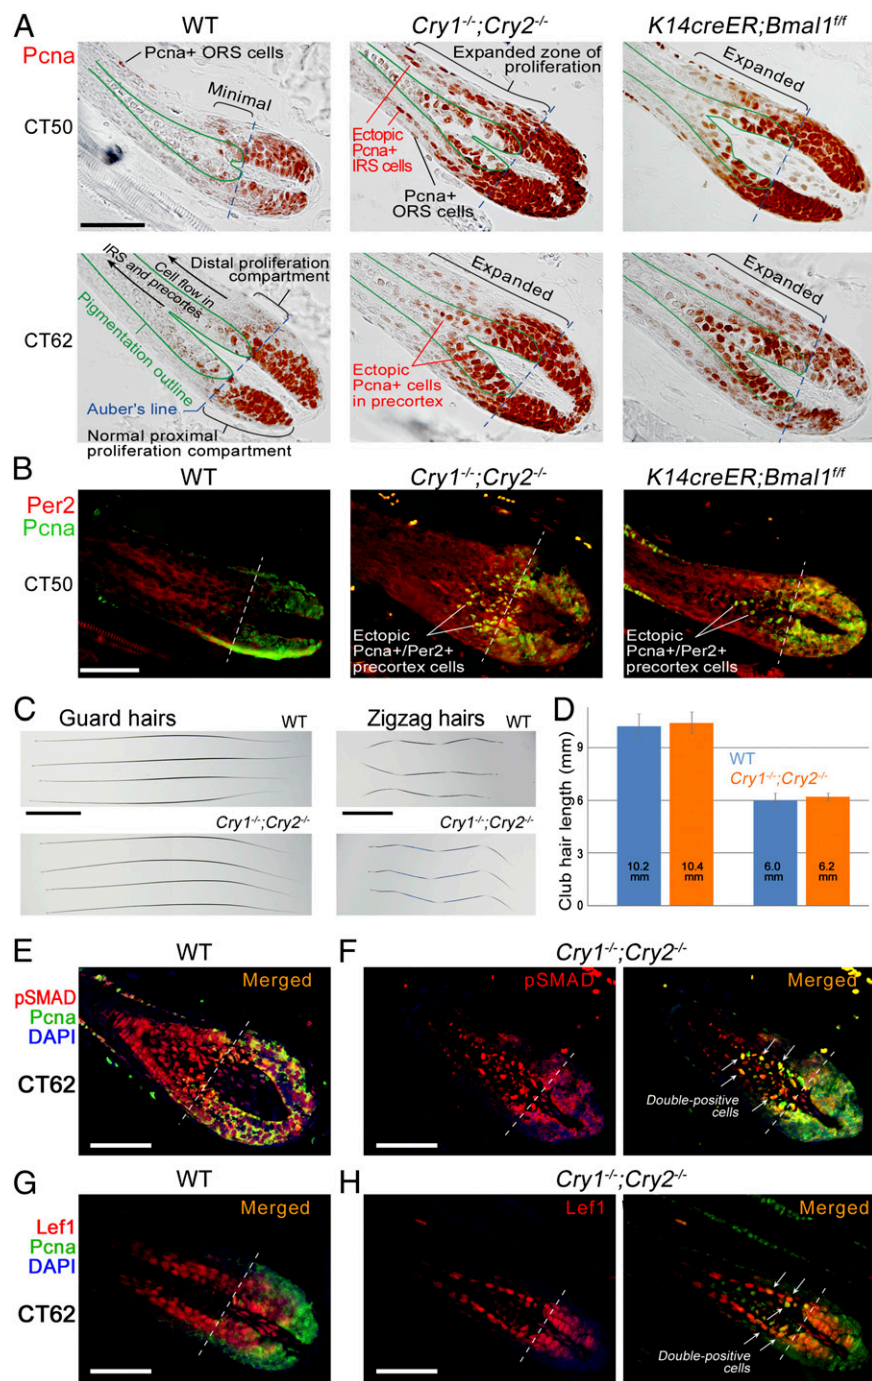 A
WT
Cry1-/-;Cry2-/-
K14creER;Bmal1f/f
Pcna
CT50
Pcna+ ORS cells
Minimal
Expanded zone of
proliferation
Ectopic
Pcna+
IRS cells
Pcna+
ORS cells
Expanded
CT62
IRS and precortes
Cell flow in
Distal proliferation
compartment
Pigmentation outline
Auber's line
Normal proximal
proliferation compartment
Expanded
Ectopic
Pcna+ cells
in precortex
Expanded
B
WT
Cry1-/-;Cry2-/-
K14creER;Bmal1f/f
Per2
Pcna
CT50
Ectopic
Pcna+/Per2+
precortex cells
Ectopic
Pcna+/Per2+
precortex cells
C
Guard hairs
WT
Cry1-/-;Cry2-/-
Zigzag hairs
WT
Cry1-/-;Cry2-/-
D
Club hair length (mm)
9
6
3
0
WT
Cry1-/-;Cry2-/-
10.2
mm
10.4
mm
6.0
mm
6.2
mm
E
WT
Merged
pSMAD
Pcna
DAPI
CT62
F
Cry1-/-;Cry2-/-
pSMAD
Merged
Double-positive
cells
G
WT
Merged
Lef1
Pcna
DAPI
CT62
H
Cry1-/-;Cry2-/-
Lef1
Merged
Double-positive
cells